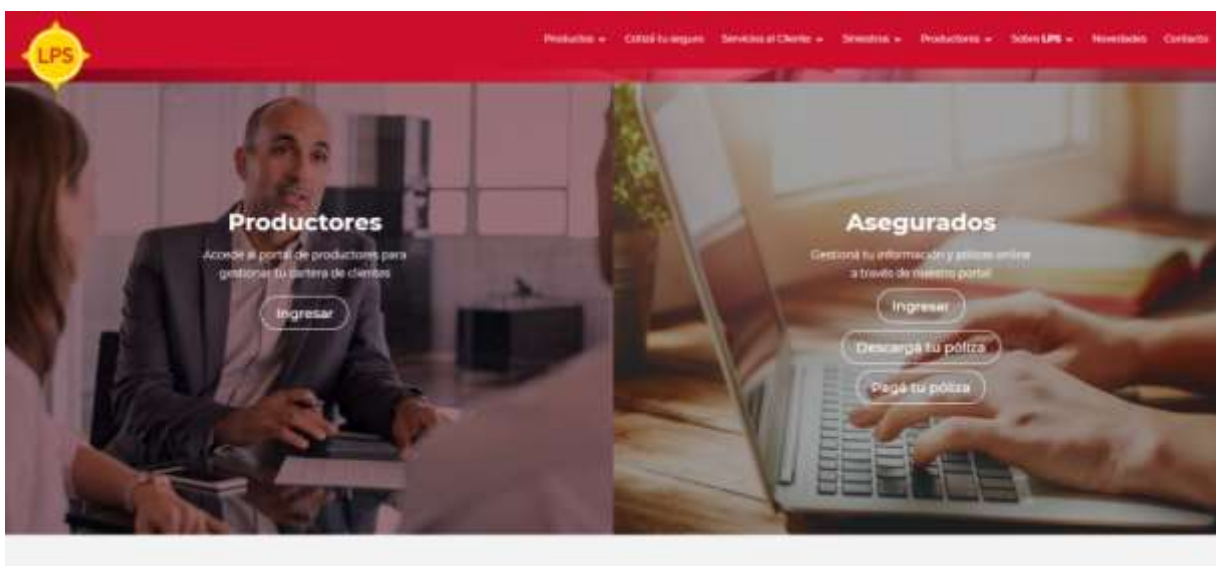 LPS
Productos Cotizá tu seguro Servicios al Cliente Siniestros Productores Sobre LPS Novedades Contacto
Productores
Accedé al portal de productores para
gestionar tu cartera de clientes
Ingresar
Asegurados
Gestioná tu información y pólizas online
a través de nuestro portal
Ingresar
Descargá tu póliza
Pagá tu póliza